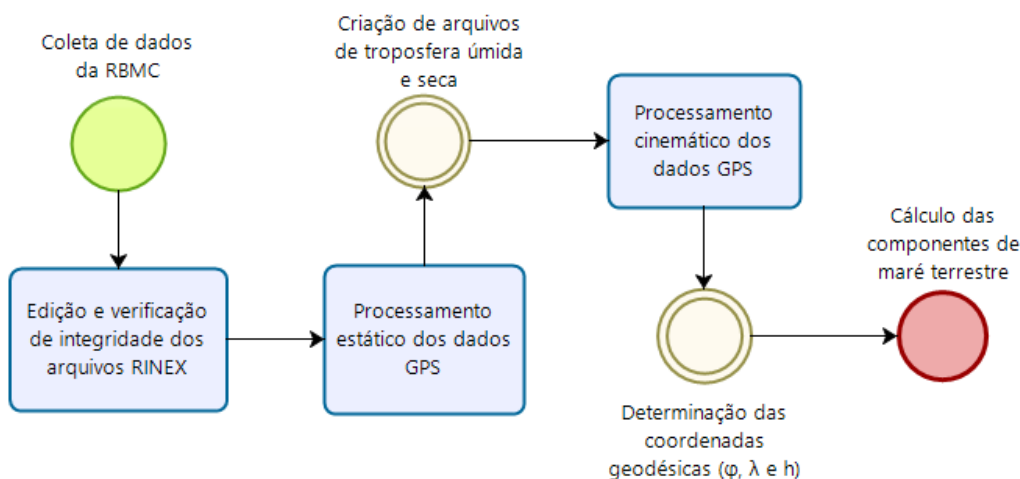 Coleta de dados
da RBMC
Edição e verificação
de integridade dos
arquivos RINEX
Processamento
estático dos dados
GPS
Criação de arquivos
de troposfera úmida
e seca
Processamento
cinemático dos
dados GPS
Determinação das
coordenadas
geodésicas (φ, λ e h)
Cálculo das
componentes de
maré terrestre